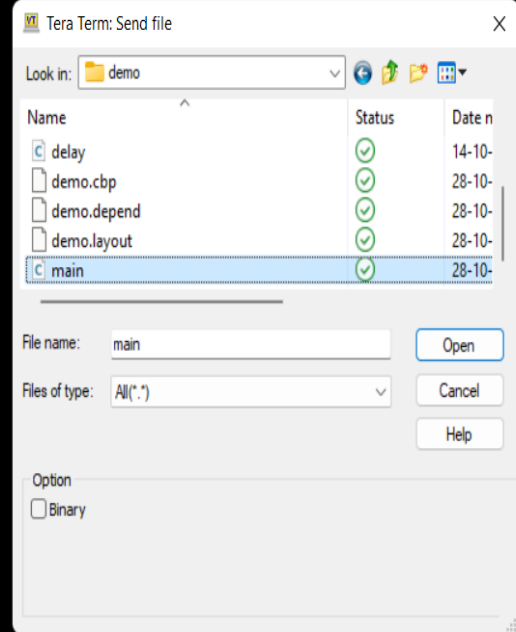 VT Tera Term: Send file
Look in: demo
Name Status Date n
C delay 14-10-
demo.cbp 28-10-
demo.depend 28-10-
demo.layout 28-10-
C main 28-10-
File name: main Open
Files of type: All(*.*) Cancel
Help
Option
Binary